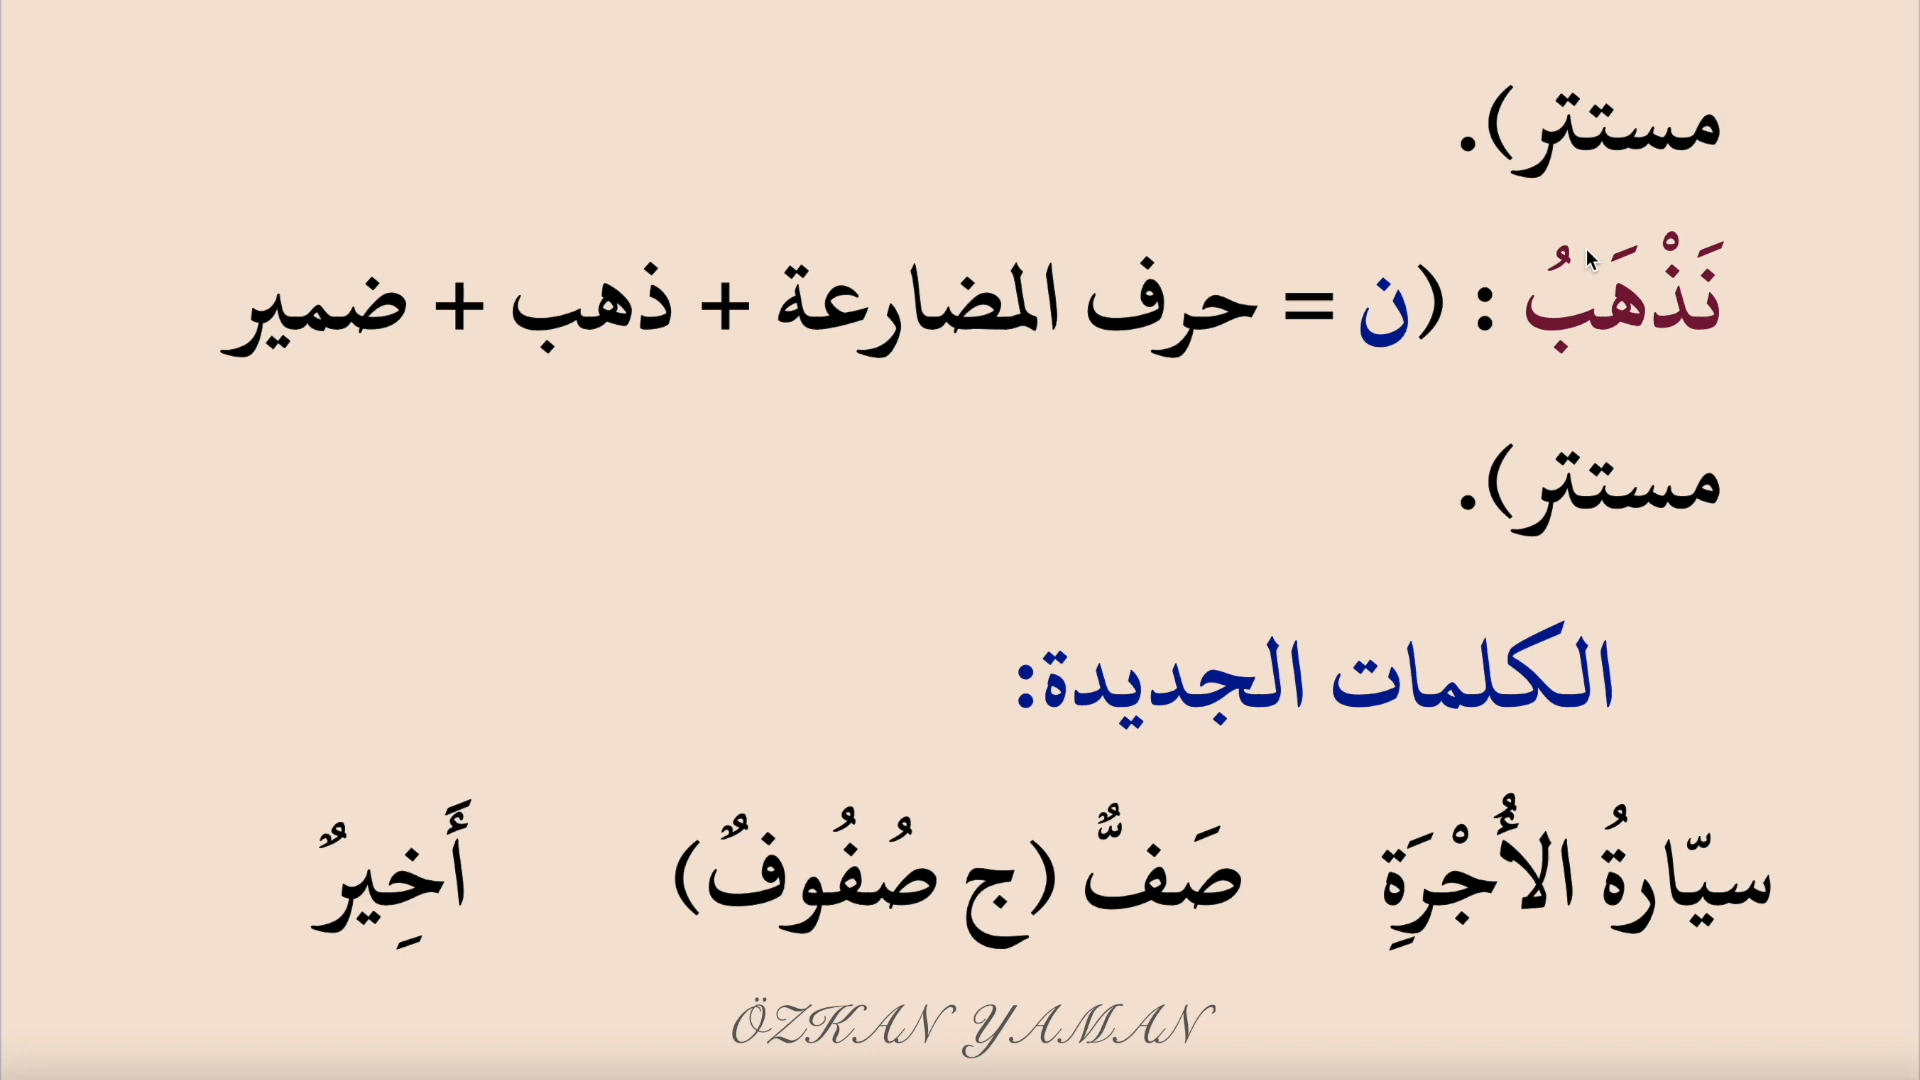 مستتر).
نَذْهَبُ : (ن = حرف المضارعة + ذهب + ضمير
مستتر).
الكلمات الجديدة:
سيّارةُ الأُجْرَةِ صَفٌّ (ج صُفُوفٌ) أَخِيرٌ
ÖZKAN YAMAN